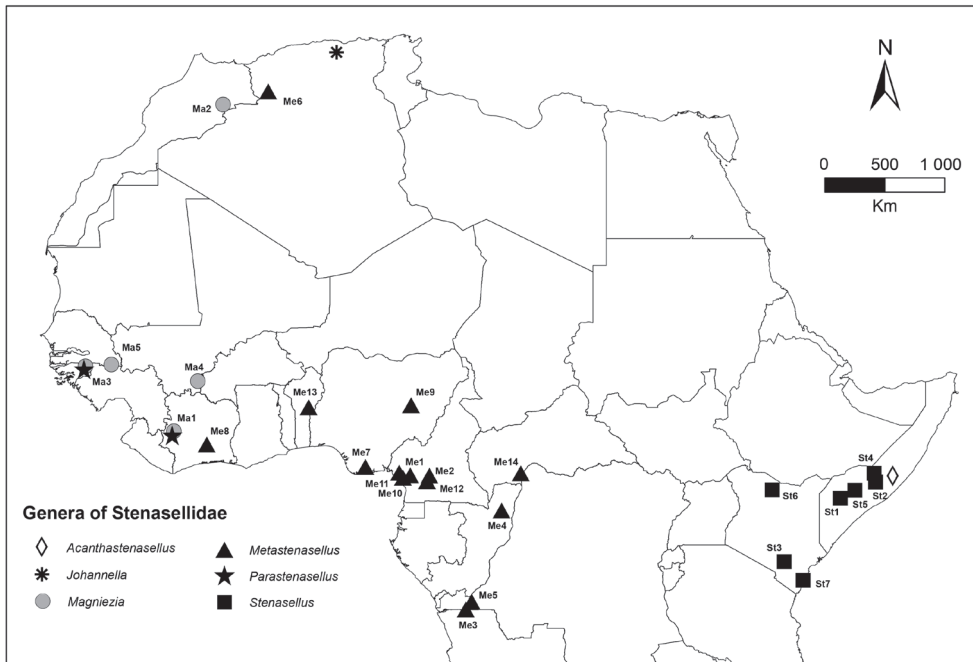 N
0 500 1 000
Km
Me6
Ma2
Ma5
Ma3
Ma4
Me13
Me9
Ma1
Me8
Me7
Me1
Me2
Me11
Me10
Me12
Me14
Me4
Me5
Me3
St4
St2
St6
St5
St1
St3
St7
Genera of Stenasellidae
Acanthastenasellus
Metastenasellus
Johannella
Parastenasellus
Magniezia
Stenasellus